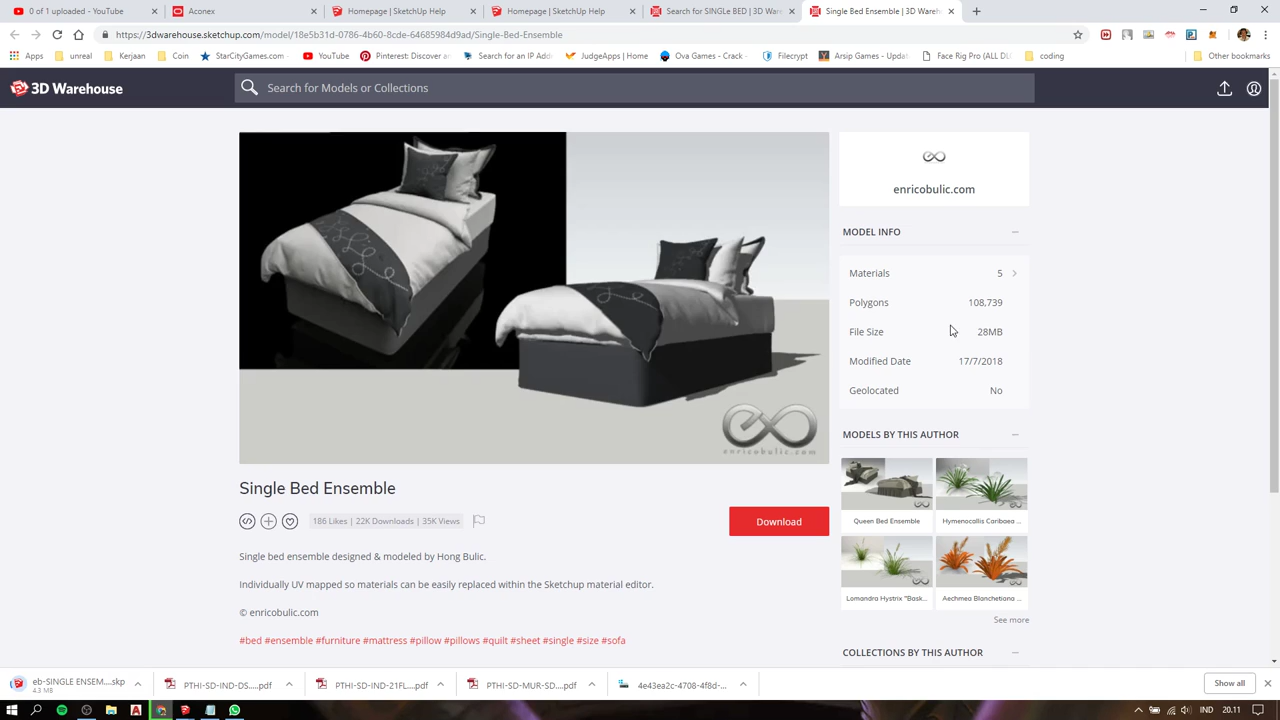 0 of 1 uploaded - YouTube
Aconex
Homepage | SketchUp Help
Homepage | SketchUp Help
Search for SINGLe BED | 3D War
Single Bed Ensemble | 3D Wareh
https://3dwarehouse.sketchup.com/model/18e5b31d-0786-4b60-8cde-64685984d9ad/Single-Bed-Ensemble
Apps
unreal
Kerjaan
Coin
StarCityGames.com
YouTube
Pinterest: Discover an
Search for an IP Addr
JudgeApps | Home
Ova Games - Crack -
Filecrypt
Arsip Games - Updat
Face Rig Pro (ALL DL
coding
Other bookmarks
3D Warehouse
Search for Models or Collections
enricobulic.com
enricobulic.com
MODEL INFO
Materials 5
Polygons 108,739
File Size 28MB
Modified Date 17/7/2018
Geolocated No
MODELS BY THIS AUTHOR
Queen Bed Ensemble
Hymenocallis Caribaea ...
Lomandra Hystrix "Bask...
Aechmea Blanchetiana ...
See more
COLLECTIONS BY THIS AUTHOR
Single Bed Ensemble
186 Likes | 22K Downloads | 35K Views
Download
Single bed ensemble designed & modeled by Hong Bulic.
Individually UV mapped so materials can be easily replaced within the Sketchup material editor.
© enricobulic.com
#bed #ensemble #furniture #mattress #pillow #pillows #quilt #sheet #single #size #sofa
eb-SINGLE ENSEM....skp
4.3 MB
PTHI-SD-IND-DS.....pdf
PTHI-SD-IND-21FL....pdf
PTHI-SD-MUR-SD....pdf
4e43ea2c-4708-4f8d-...
Show all
IND 20.11